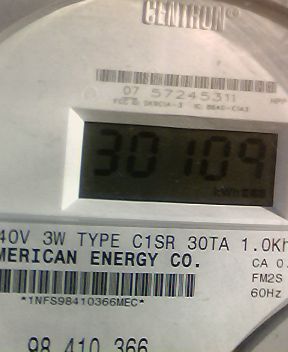 CENTRON®
07 57245311
30109
kWh
40V 3W TYPE C1SR 30TA 1.0Kh
MERICAN ENERGY CO.
CA 0.
FM2S
*1NFS98410366MEC*
60Hz
98 410 366